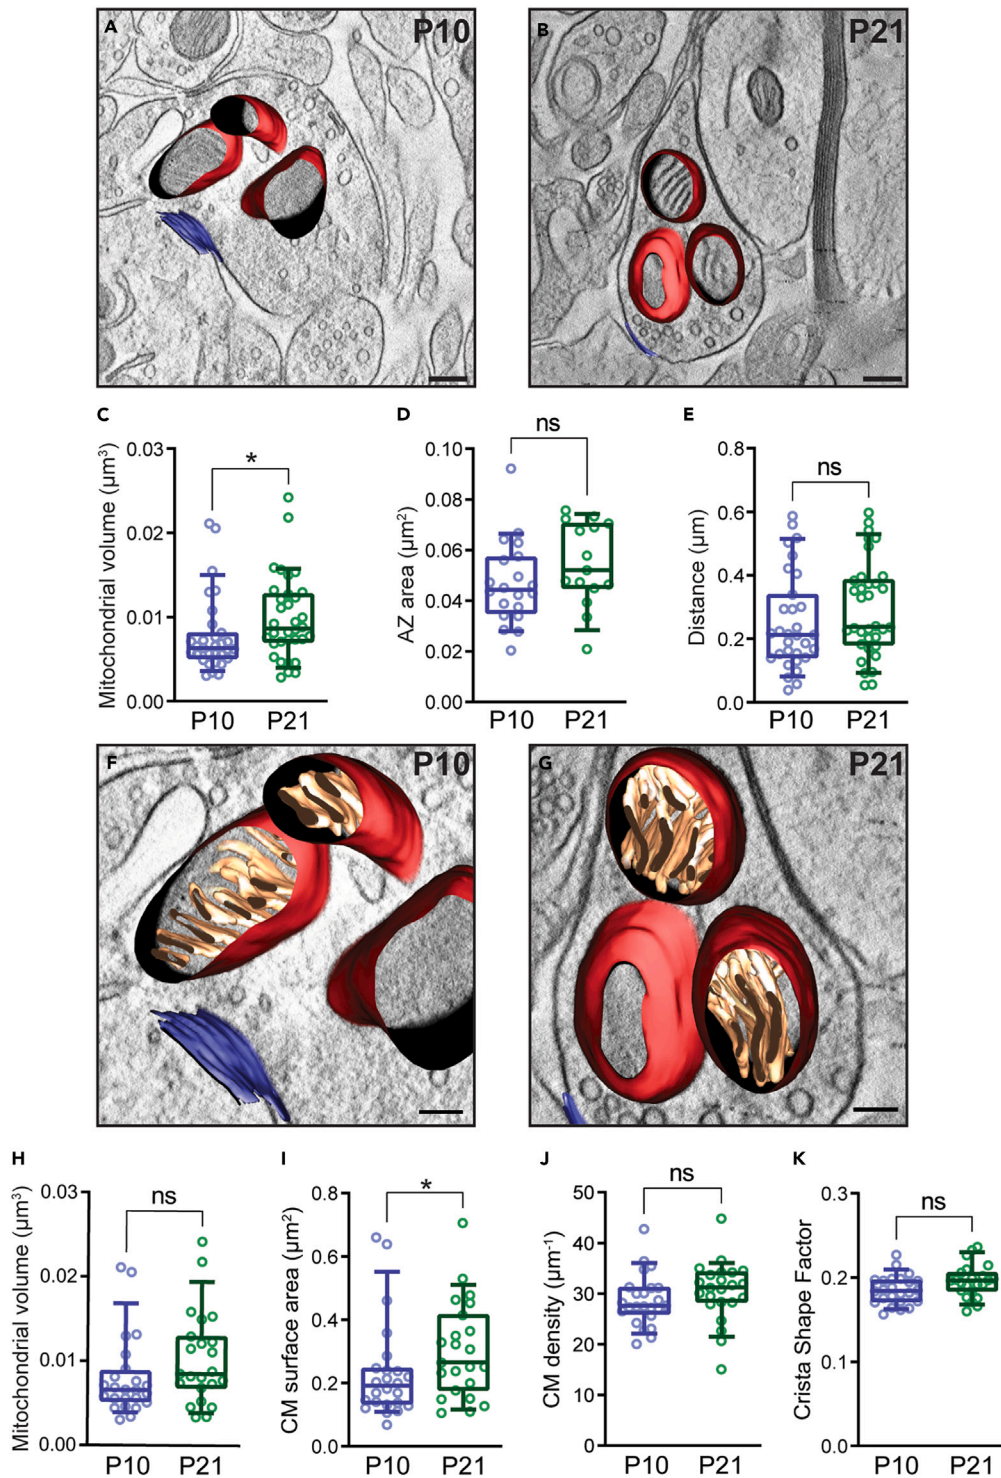 A P10
B P21
C
Mitochondrial volume (µm³)
0.03
0.02
0.01
0.00
*
P10 P21
D
AZ area (µm²)
0.10
0.08
0.06
0.04
0.02
0.00
ns
P10 P21
E
Distance (µm)
0.8
0.6
0.4
0.2
0.0
ns
P10 P21
F P10
G P21
H
Mitochondrial volume (µm³)
0.03
0.02
0.01
0.00
ns
P10 P21
I
CM surface area (µm²)
0.8
0.6
0.4
0.2
0.0
*
P10 P21
J
CM density (µm⁻¹)
50
40
30
20
10
0
ns
P10 P21
K
Crista Shape Factor
0.3
0.2
0.1
0.0
ns
P10 P21